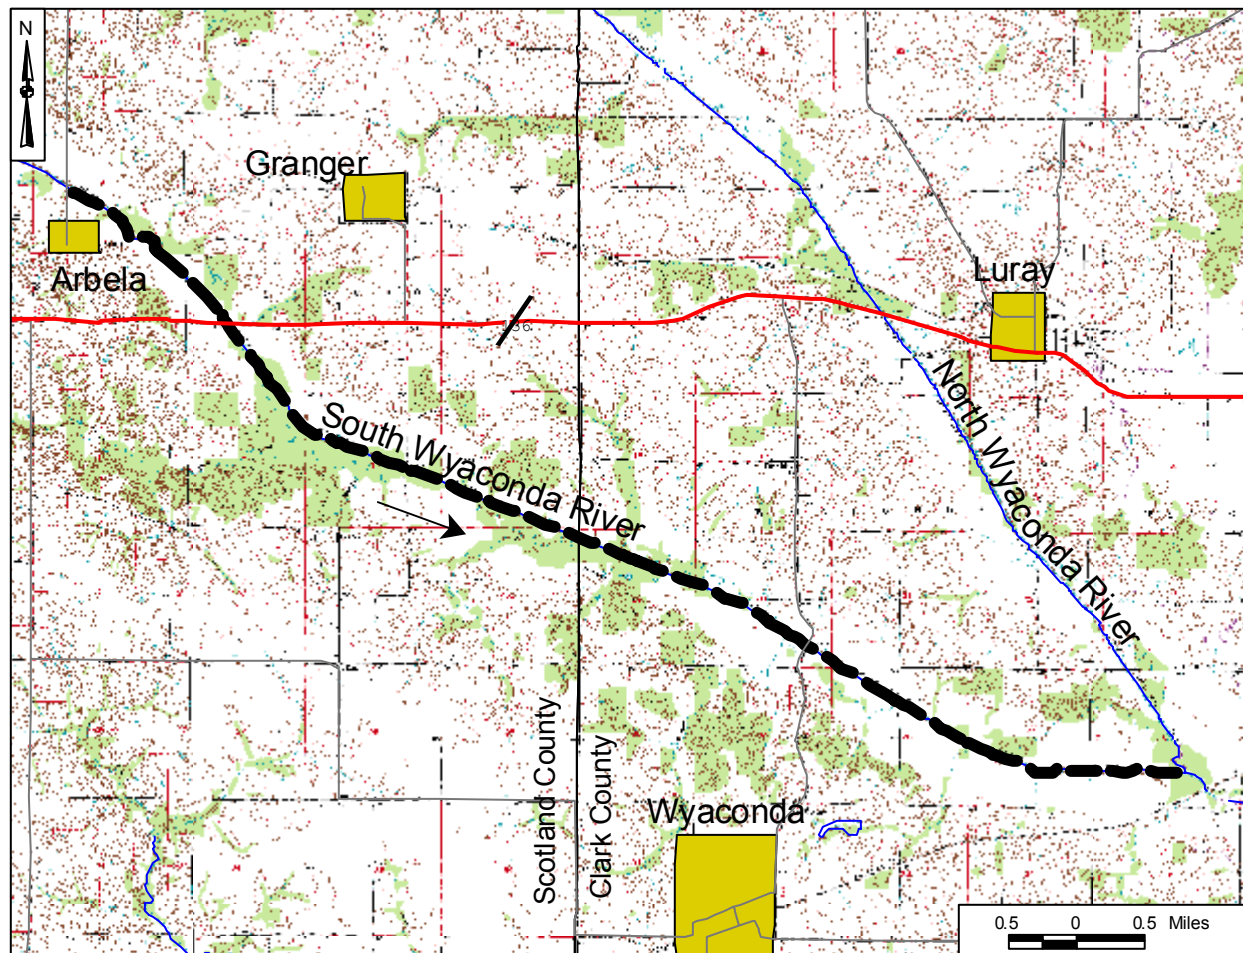 N
Granger
Arbela
Luray
136
South Wyaconda River
North Wyaconda River
Scotland County
Clark County
Wyaconda
0.5 0 0.5 Miles